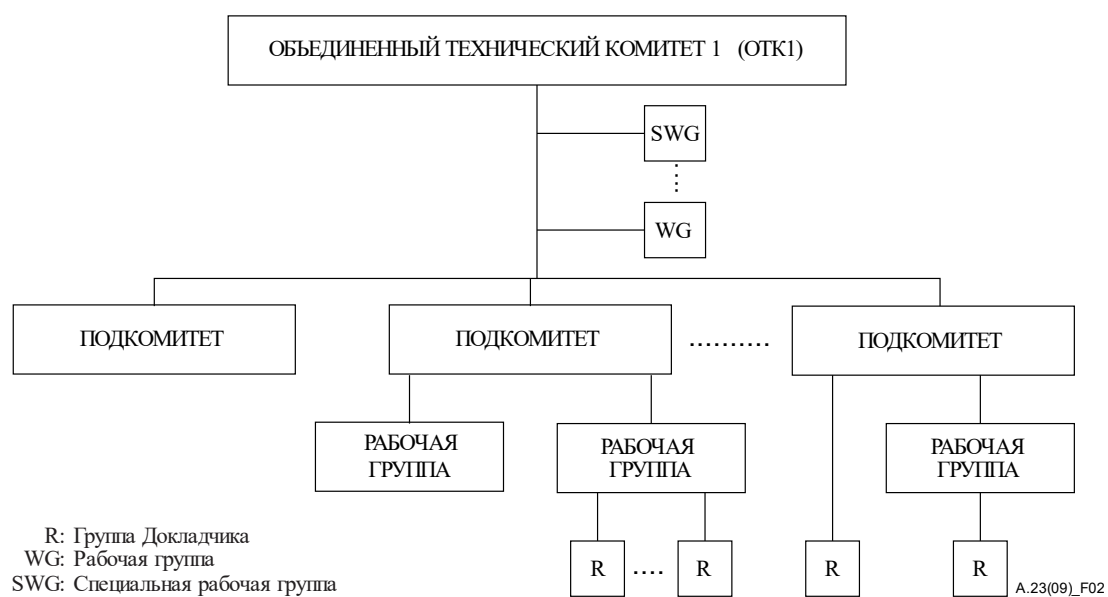 ОБЪЕДИНЕННЫЙ ТЕХНИЧЕСКИЙ КОМИТЕТ 1 (ОТК1)
SWG
WG
ПОДКОМИТЕТ
ПОДКОМИТЕТ
..........
ПОДКОМИТЕТ
РАБОЧАЯ
ГРУППА
РАБОЧАЯ
ГРУППА
РАБОЧАЯ
ГРУППА
R
....
R
R
R
R: Группа Докладчика
WG: Рабочая группа
SWG: Специальная рабочая группа
A.23(09)_F02